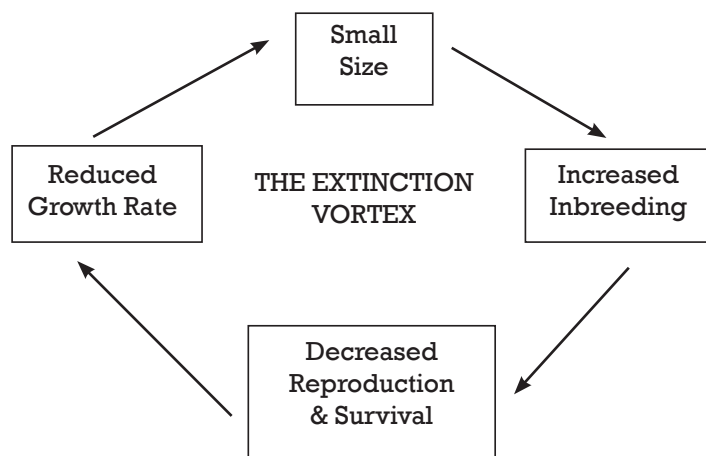 Small
Size
Reduced
Growth Rate
THE EXTINCTION
VORTEX
Increased
Inbreeding
Decreased
Reproduction
& Survival